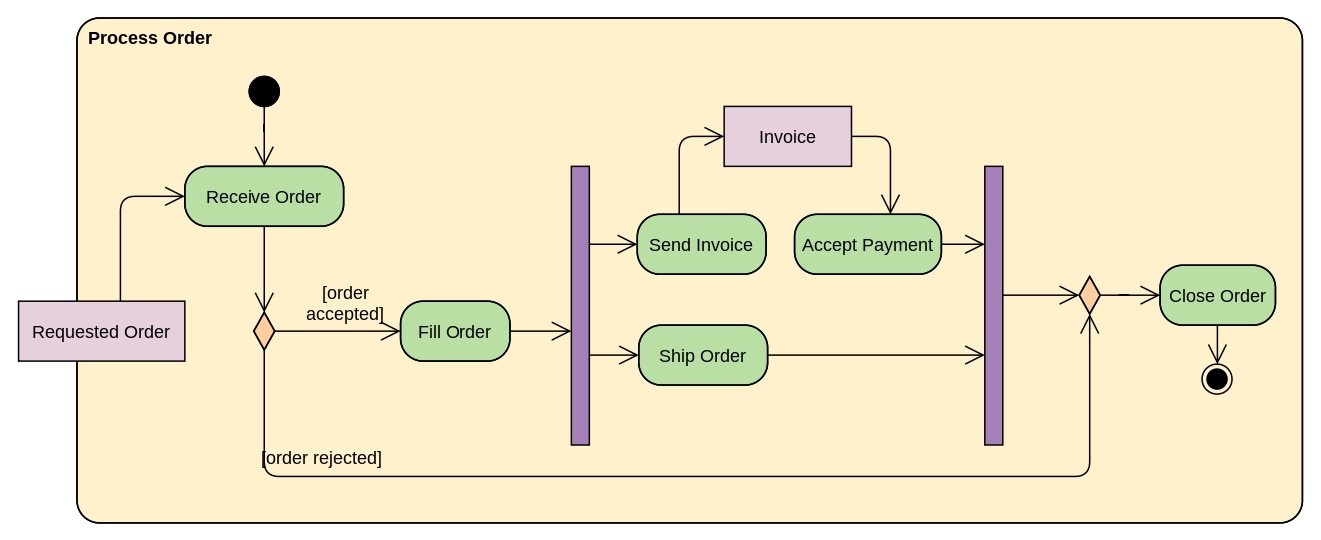 Process Order
Invoice
Receive Order
Send Invoice
Accept Payment
[order
accepted]
Close Order
Requested Order
Fill Order
Ship Order
[order rejected]